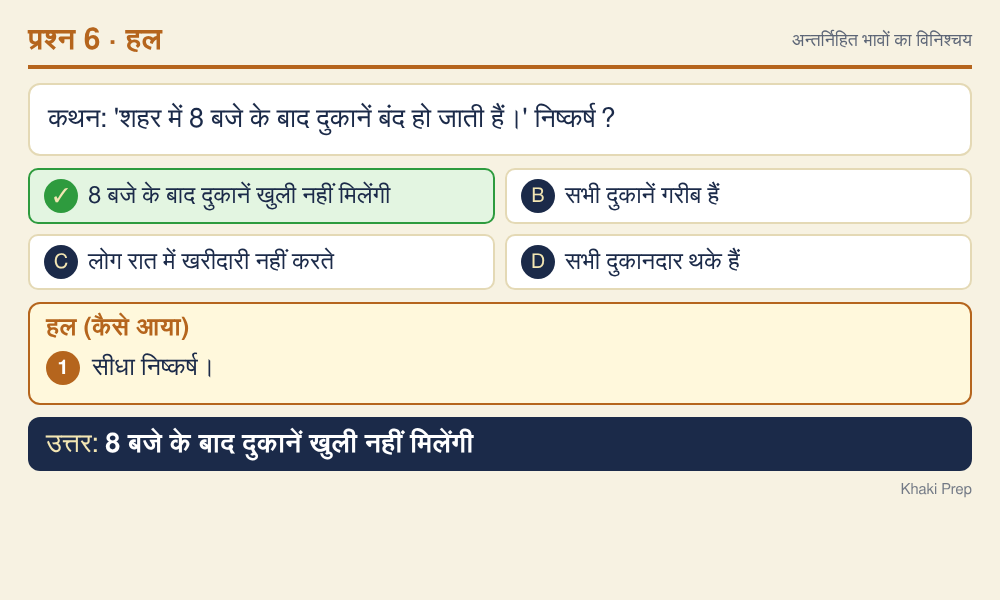 प्रश्न 6 · हल
अन्तर्निहित भावों का विनिश्चय
कथन: 'शहर में 8 बजे के बाद दुकानें बंद हो जाती हैं।' निष्कर्ष ?
✓ 8 बजे के बाद दुकानें खुली नहीं मिलेंगी
B सभी दुकानें गरीब हैं
C लोग रात में खरीदारी नहीं करते
D सभी दुकानदार थके हैं
हल (कैसे आया)
1 सीधा निष्कर्ष।
उत्तर: 8 बजे के बाद दुकानें खुली नहीं मिलेंगी
Khaki Prep